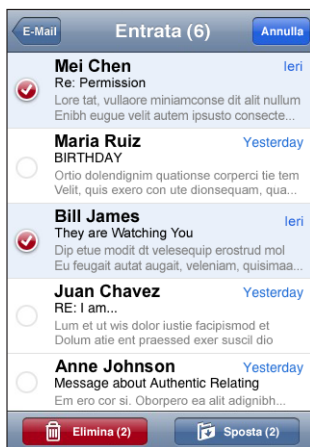 E-Mail
Entrata (6)
Annulla
Mei Chen
Ieri
Re: Permission
Lore tat, vullaore miniamconse dit alit nullum
Enibh eugue velit autem ipsusto consecte...
Maria Ruiz
Yesterday
BIRTHDAY
Ortio dolendignim quationse corperci tie tem
Velit, quis exero con ute dionsequam, qua...
Bill James
Ieri
They are Watching You
Dip etue modit dt velesequip erostrud mol
Eu feugait autat augait, veleniam, quisimaa...
Juan Chavez
Yesterday
RE: I am...
Lum et ut wis dolor iustie facipismod et
Dolum atie ent praessed exer suscil dio
Anne Johnson
Yesterday
Message about Authentic Relating
Em ero cor si. Oborpero ea alit adignibh...
Elimina (2)
Sposta (2)